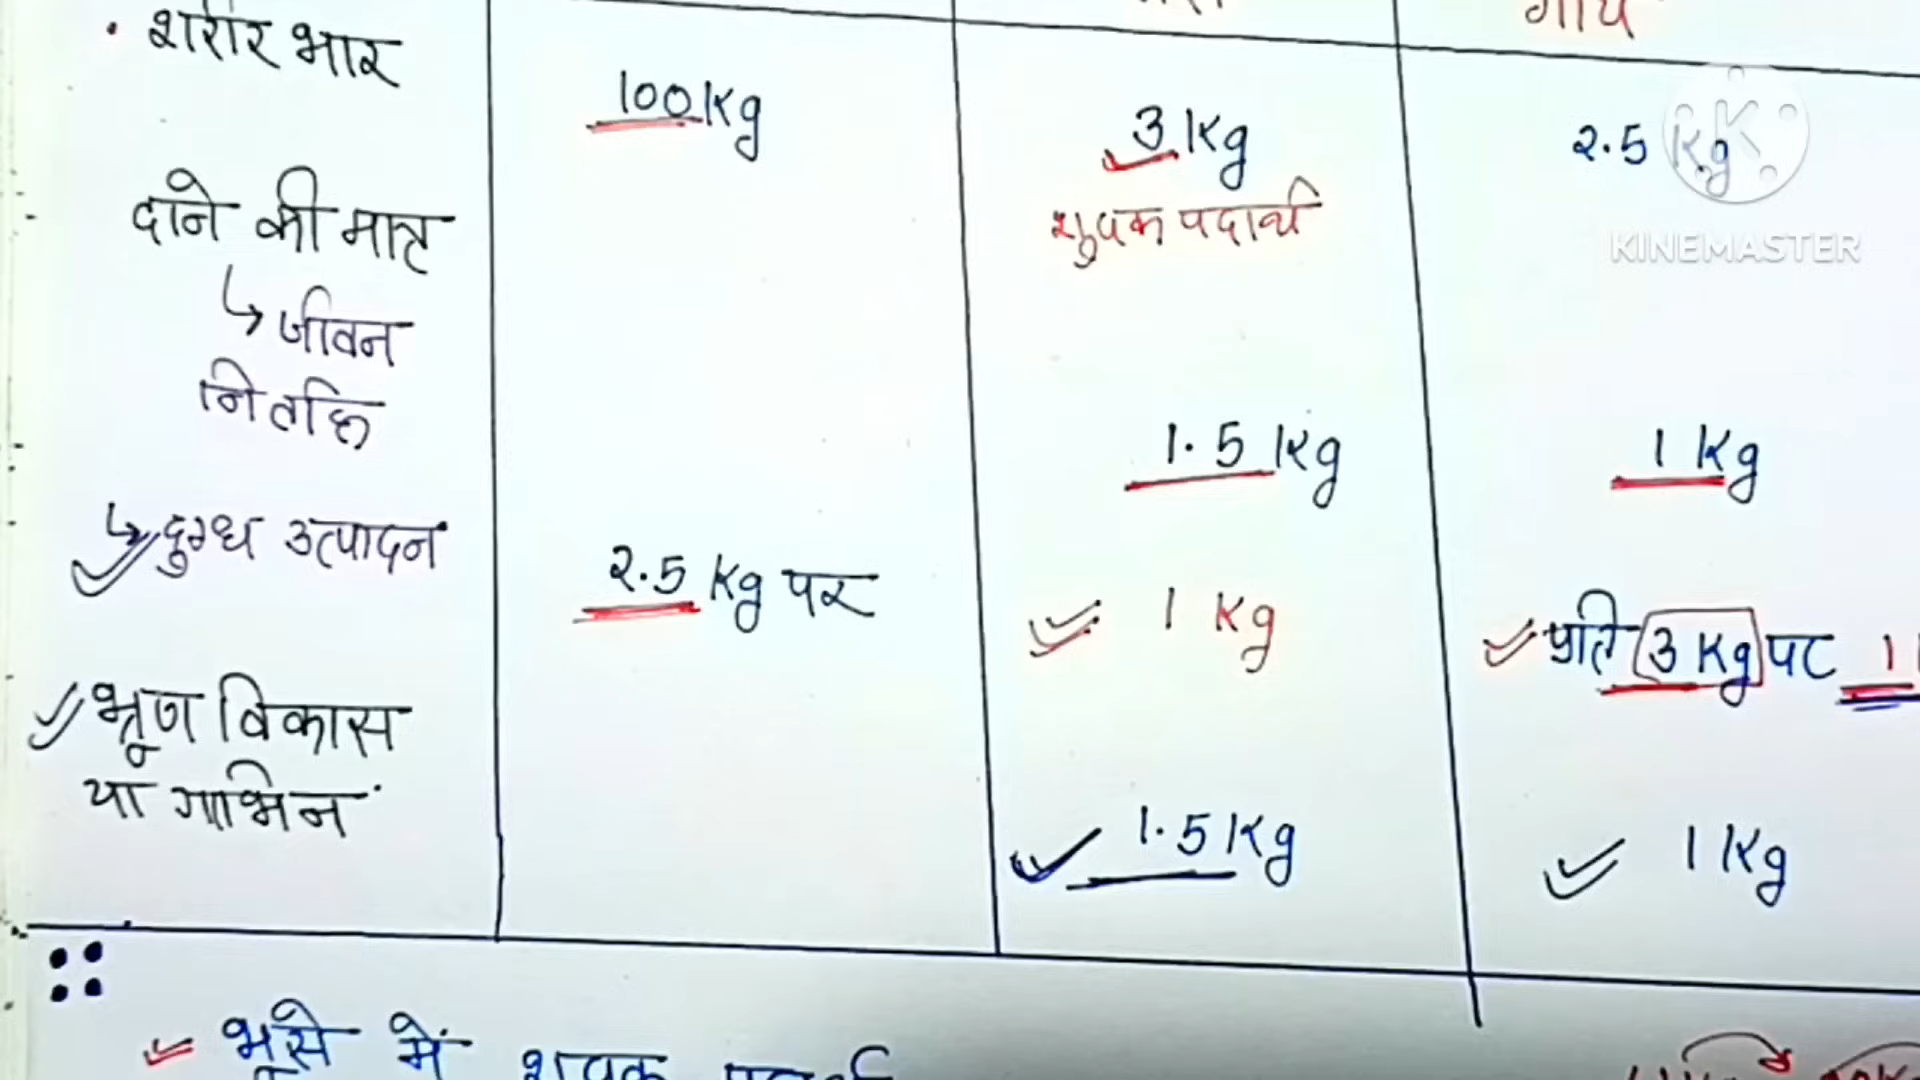 गाय
• शरीर भार
100 Kg
3 Kg
2.5 Kg
शुष्क पदार्थ
KINEMASTER
दाने की मात्रा
↳ जीवन
निर्वाह
1.5 Kg
1 Kg
↳ दुग्ध उत्पादन
2.5 Kg पर
1 Kg
प्रति 3 Kg पर 1
भ्रूण विकास
या गाभिन
1.5 Kg
1 Kg
भूसे में शुष्क